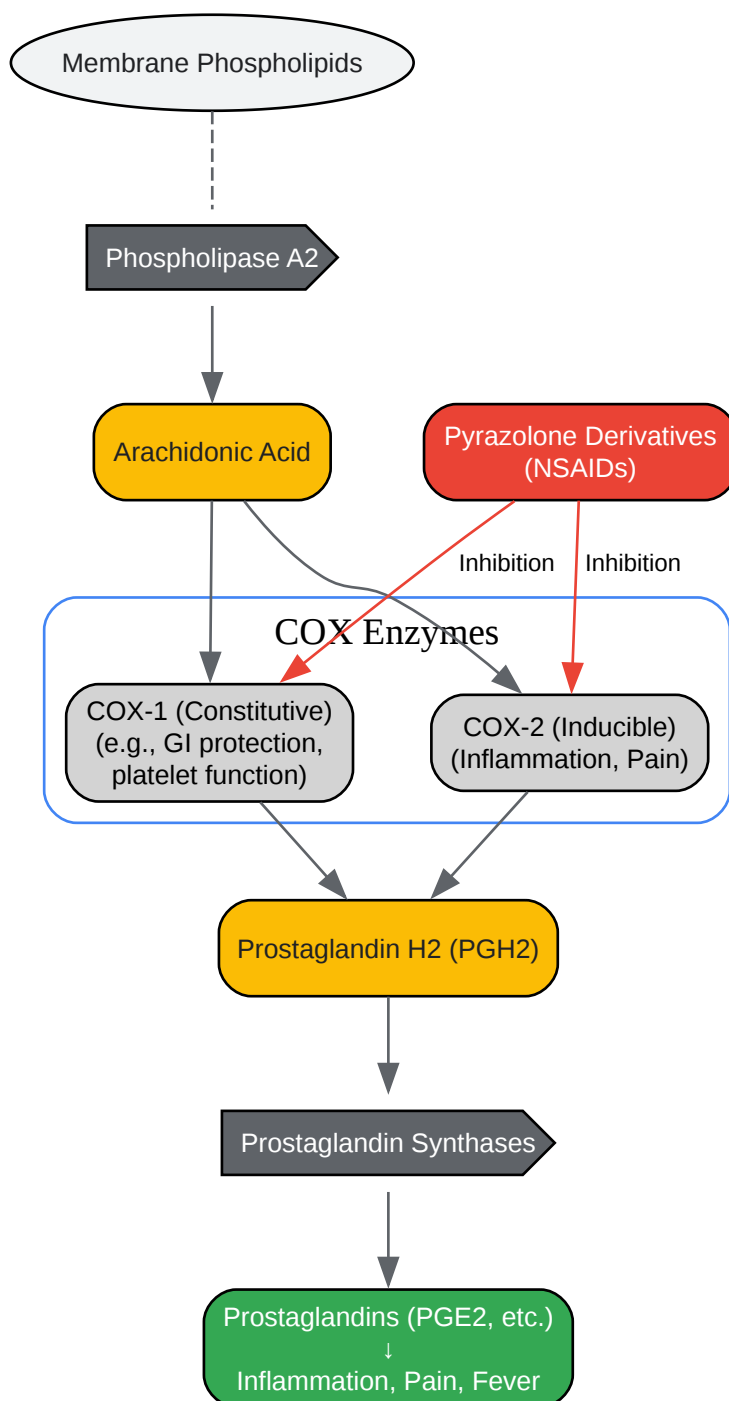 Membrane Phospholipids
Phospholipase A2
Arachidonic Acid
Pyrazolone Derivatives
(NSAIDs)
Inhibition
Inhibition
COX Enzymes
COX-1 (Constitutive)
(e.g., GI protection,
platelet function)
COX-2 (Inducible)
(Inflammation, Pain)
Prostaglandin H2 (PGH2)
Prostaglandin Synthases
Prostaglandins (PGE2, etc.)
↓
Inflammation, Pain, Fever